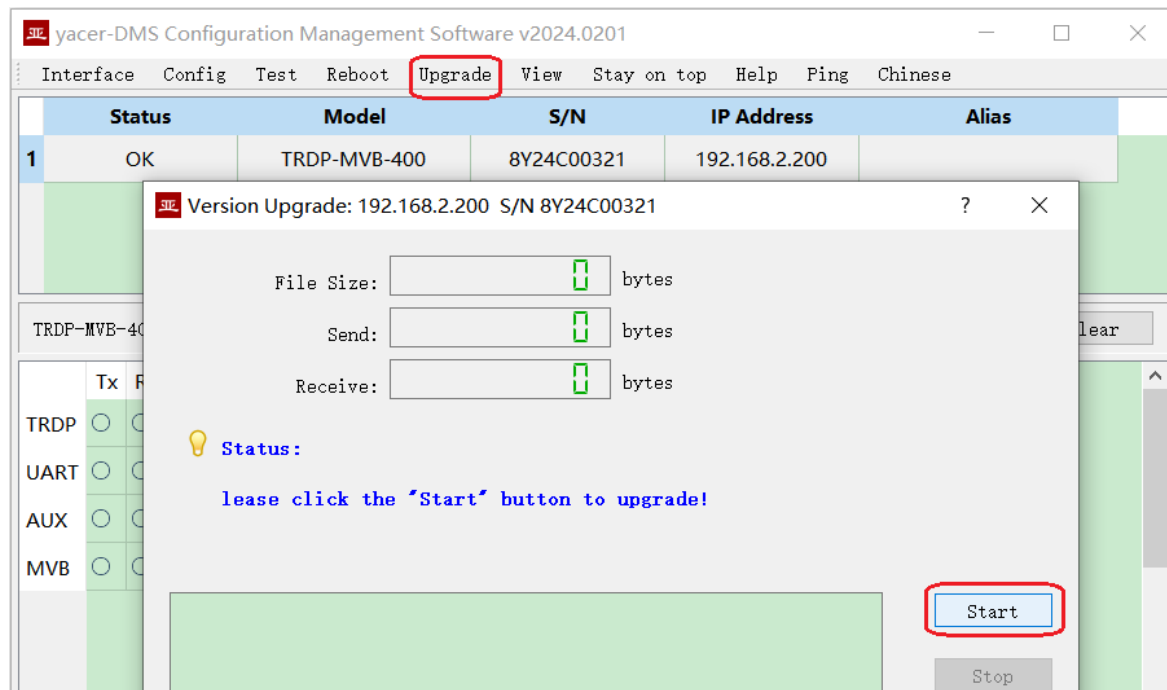 亚 yacer-DMS Configuration Management Software v2024.0201
Interface Config Test Reboot Upgrade View Stay on top Help Ping Chinese
Status Model S/N IP Address Alias
1 OK TRDP-MVB-400 8Y24C00321 192.168.2.200
亚 Version Upgrade: 192.168.2.200 S/N 8Y24C00321 ?
File Size: 0 bytes
Send: 0 bytes
Receive: 0 bytes
TRDP-MVB-40
lear
Tx R
TRDP
UART
AUX
MVB
Status:
lease click the "Start" button to upgrade!
Start
Stop